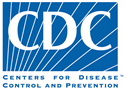 CDC
CENTERS FOR DISEASE™
CONTROL AND PREVENTION